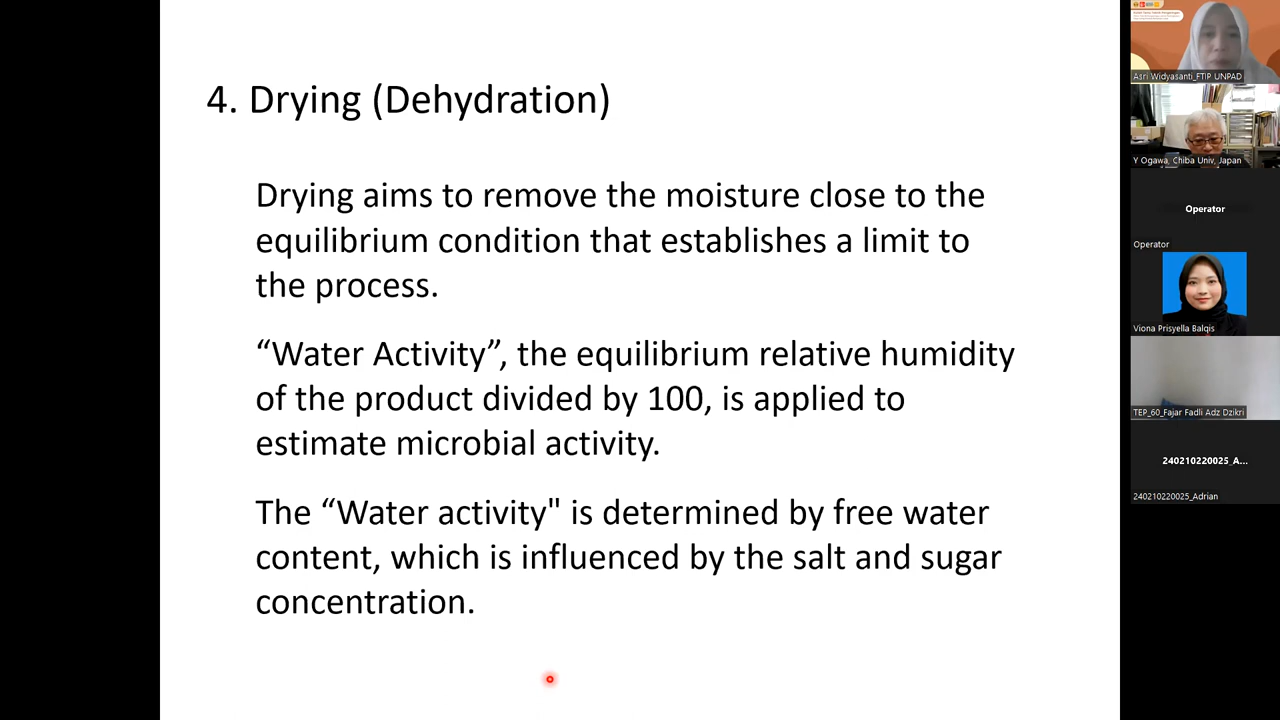 4. Drying (Dehydration)
Drying aims to remove the moisture close to the
equilibrium condition that establishes a limit to
the process.
“Water Activity”, the equilibrium relative humidity
of the product divided by 100, is applied to
estimate microbial activity.
The “Water activity" is determined by free water
content, which is influenced by the salt and sugar
concentration.
Asri Widyasanti_FTIP UNPAD
Y Ogawa, Chiba Univ, Japan
Operator
Operator
Viona Prisyella Balqis
TEP_60_Fajar Fadli Adz Dzikri
240210220025_A...
240210220025_Adrian